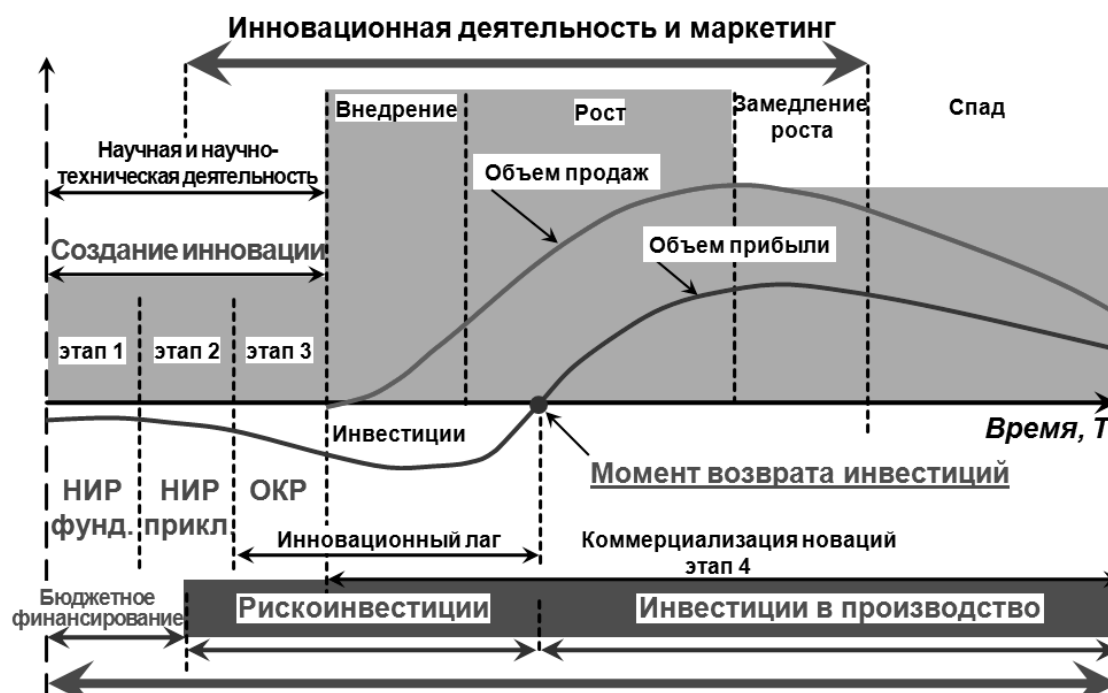 Инновационная деятельность и маркетинг
Внедрение
Рост
Замедление
роста
Спад
Научная и научно-
техническая деятельность
Объем продаж
Создание инновации
Объем прибыли
этап 1
этап 2
этап 3
Время, Т
Инвестиции
Момент возврата инвестиций
НИР
фунд.
НИР
прикл.
ОКР
Инновационный лаг
Коммерциализация новаций
этап 4
Бюджетное
финансирование
Рискоинвестиции
Инвестиции в производство